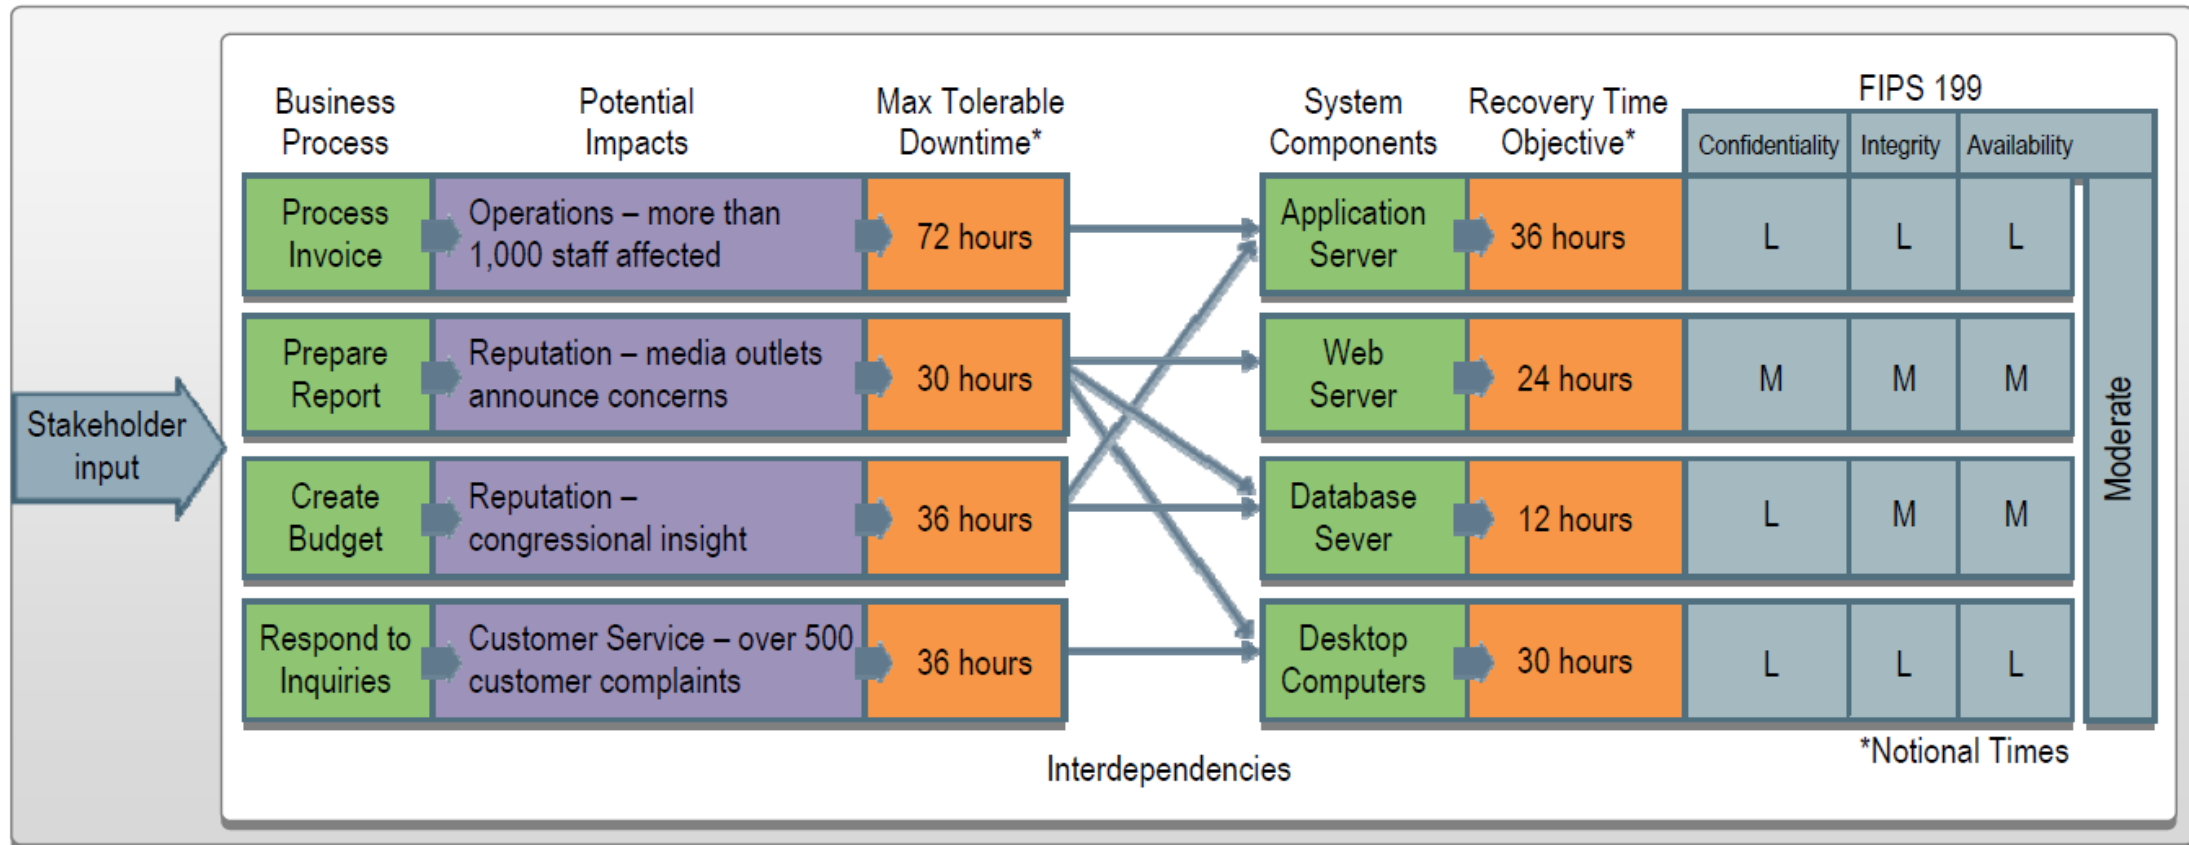 Stakeholder
input
Business
Process
Potential
Impacts
Max Tolerable
Downtime*
System
Components
Recovery Time
Objective*
FIPS 199
Confidentiality
Integrity
Availability
Process
Invoice
Operations – more than
1,000 staff affected
72 hours
Application
Server
36 hours
L
L
L
Prepare
Report
Reputation – media outlets
announce concerns
30 hours
Web
Server
24 hours
M
M
M
Create
Budget
Reputation –
congressional insight
36 hours
Database
Sever
12 hours
L
M
M
Respond to
Inquiries
Customer Service – over 500
customer complaints
36 hours
Desktop
Computers
30 hours
L
L
L
Moderate
*Notional Times
Interdependencies